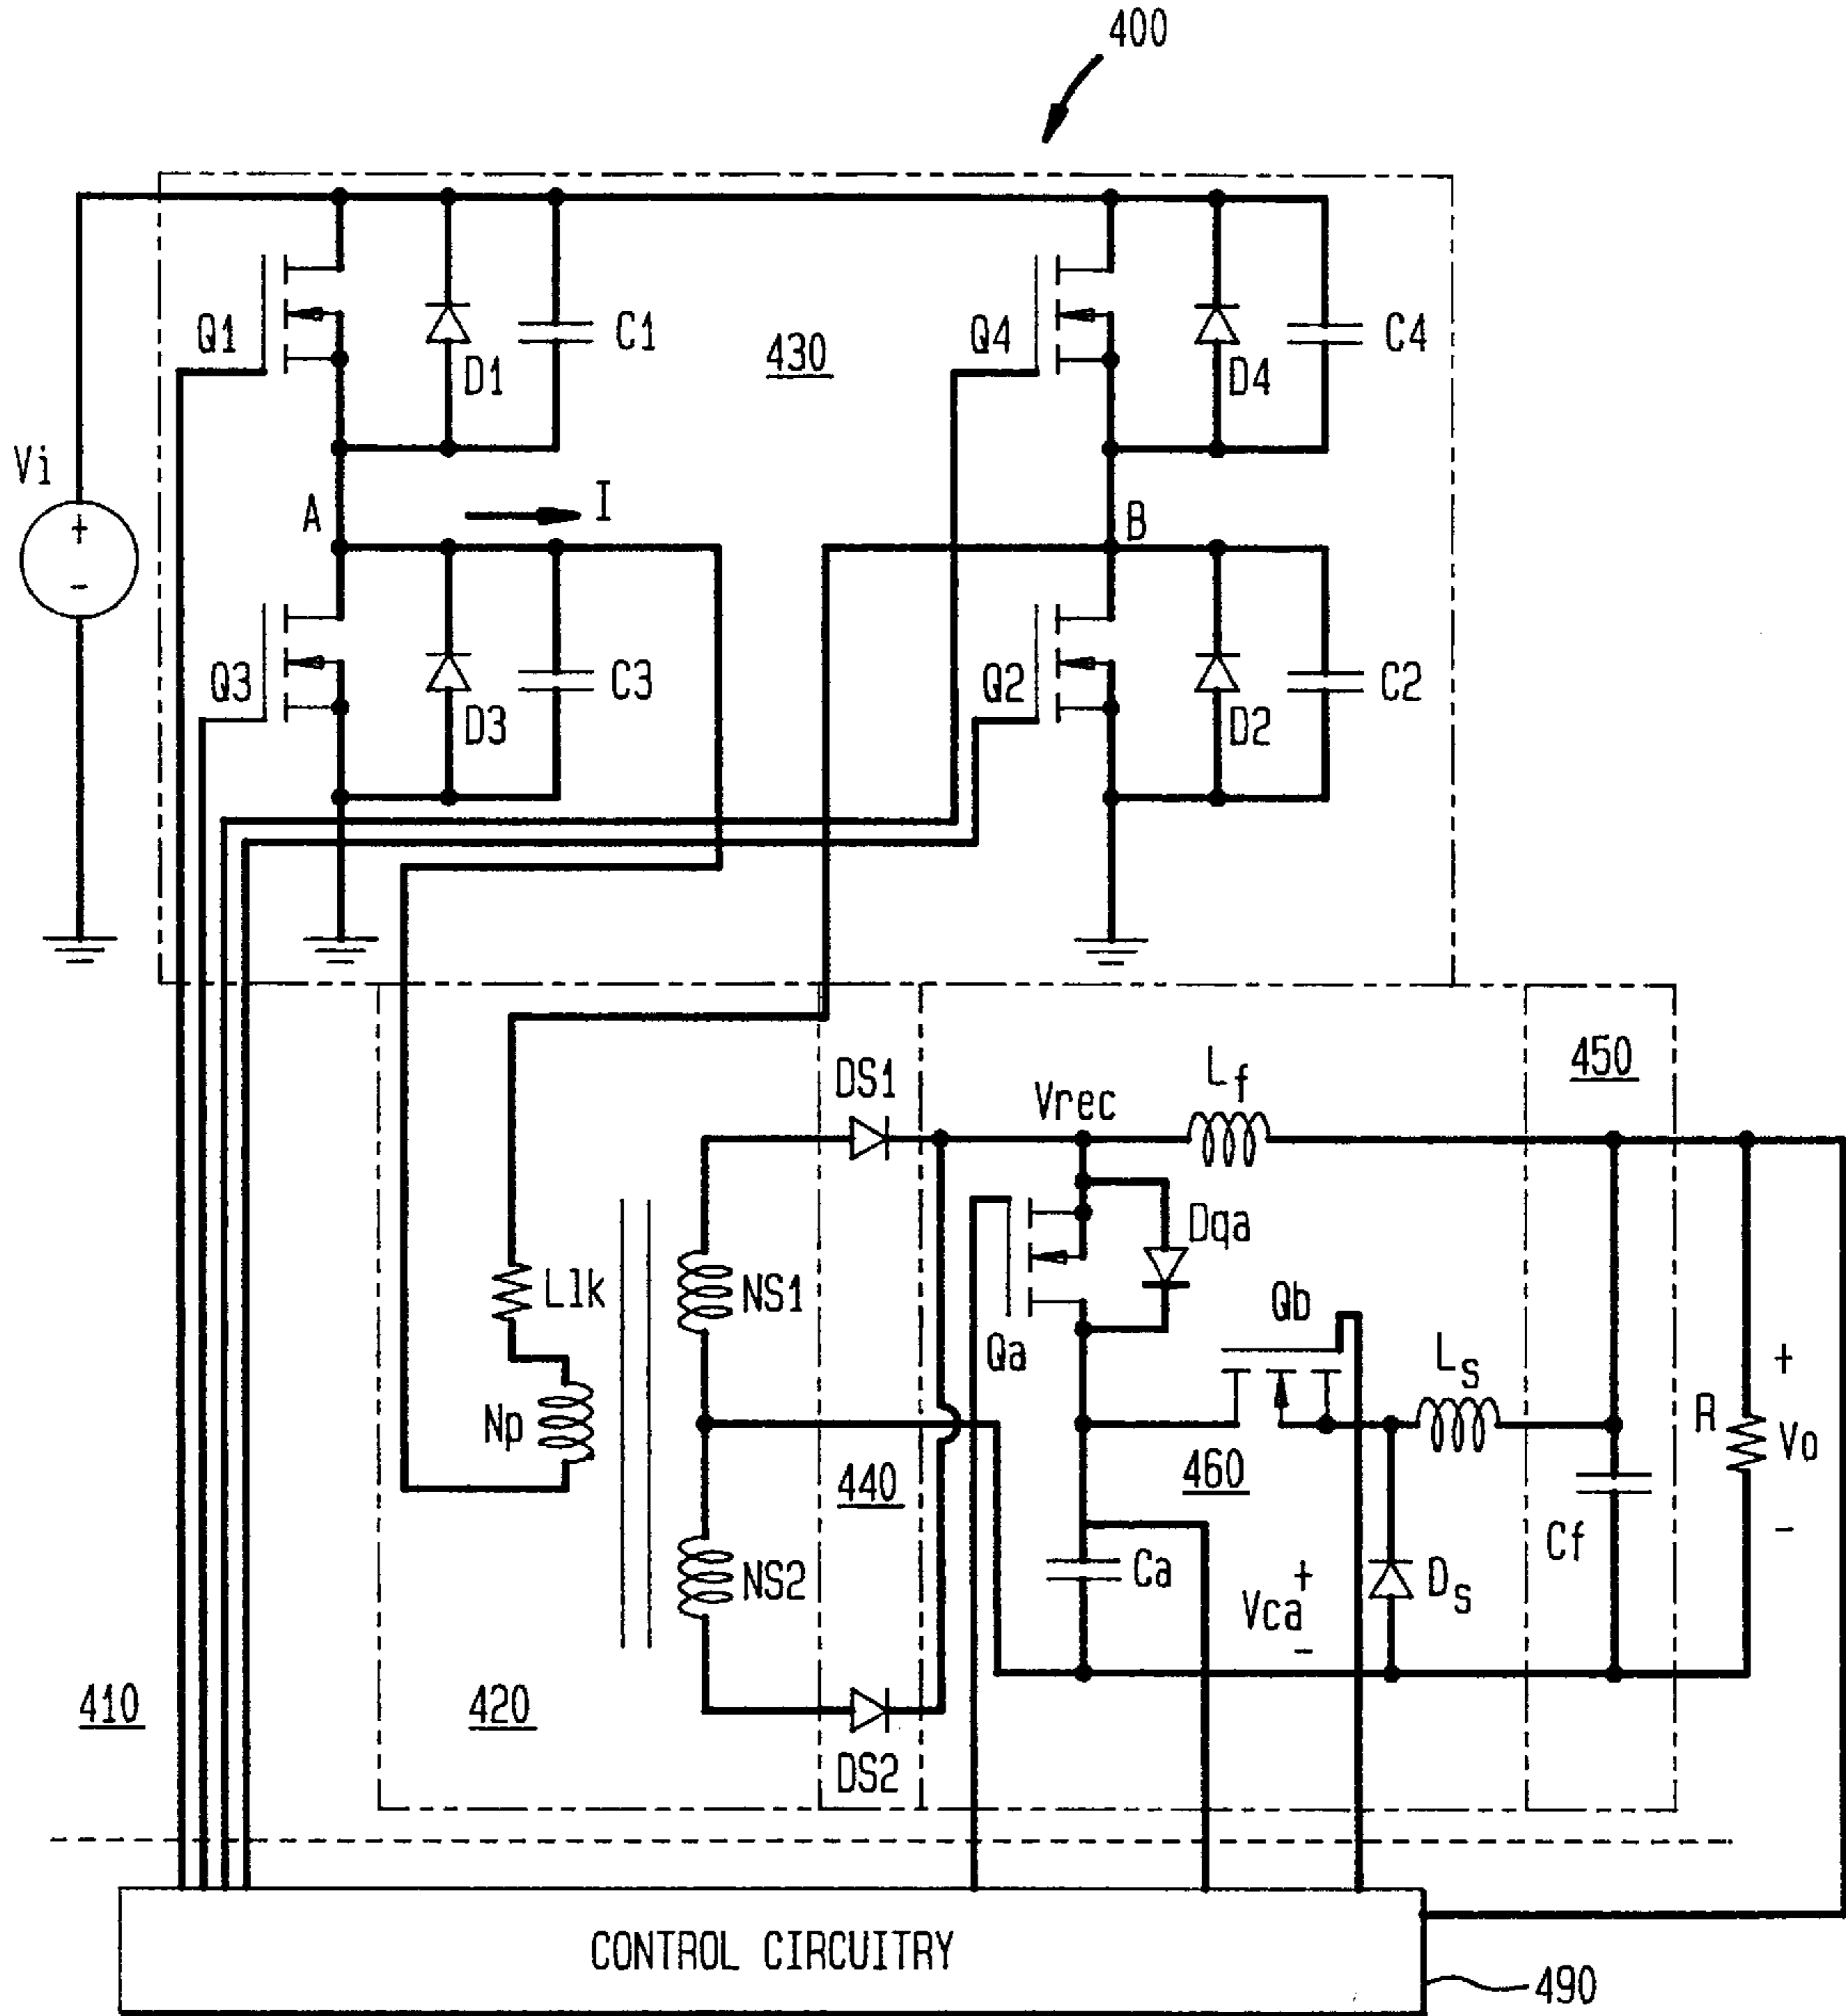 400
Q1
D1
C1
430
Q4
D4
C4
Vi
+
-
A
I
B
Q3
D3
C3
Q2
D2
C2
450
DS1
Vrec
Lf
Llk
NS1
Dqa
Qa
Qb
Ls
R
+
Vo
-
Np
440
460
Cf
NS2
Ca
+
Vca
-
Ds
410
420
DS2
CONTROL CIRCUITRY
490